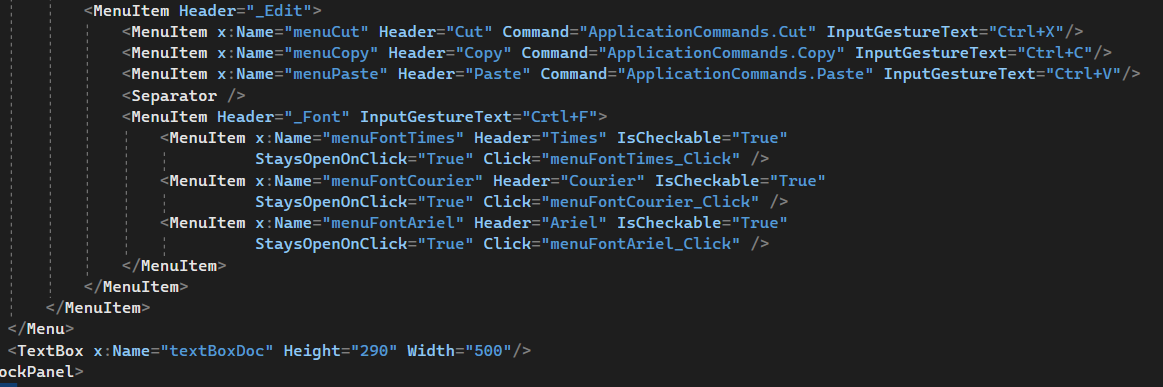 <MenuItem Header="_Edit">
<MenuItem x:Name="menuCut" Header="Cut" Command="ApplicationCommands.Cut" InputGestureText="Ctrl+X"/>
<MenuItem x:Name="menuCopy" Header="Copy" Command="ApplicationCommands.Copy" InputGestureText="Ctrl+C"/>
<MenuItem x:Name="menuPaste" Header="Paste" Command="ApplicationCommands.Paste" InputGestureText="Ctrl+V"/>
<Separator />
<MenuItem Header="_Font" InputGestureText="Crtl+F">
<MenuItem x:Name="menuFontTimes" Header="Times" IsCheckable="True"
StaysOpenOnClick="True" Click="menuFontTimes_Click" />
<MenuItem x:Name="menuFontCourier" Header="Courier" IsCheckable="True"
StaysOpenOnClick="True" Click="menuFontCourier_Click" />
<MenuItem x:Name="menuFontAriel" Header="Ariel" IsCheckable="True"
StaysOpenOnClick="True" Click="menuFontAriel_Click" />
</MenuItem>
</MenuItem>
</MenuItem>
</Menu>
<TextBox x:Name="textBoxDoc" Height="290" Width="500"/>
ockPanel>